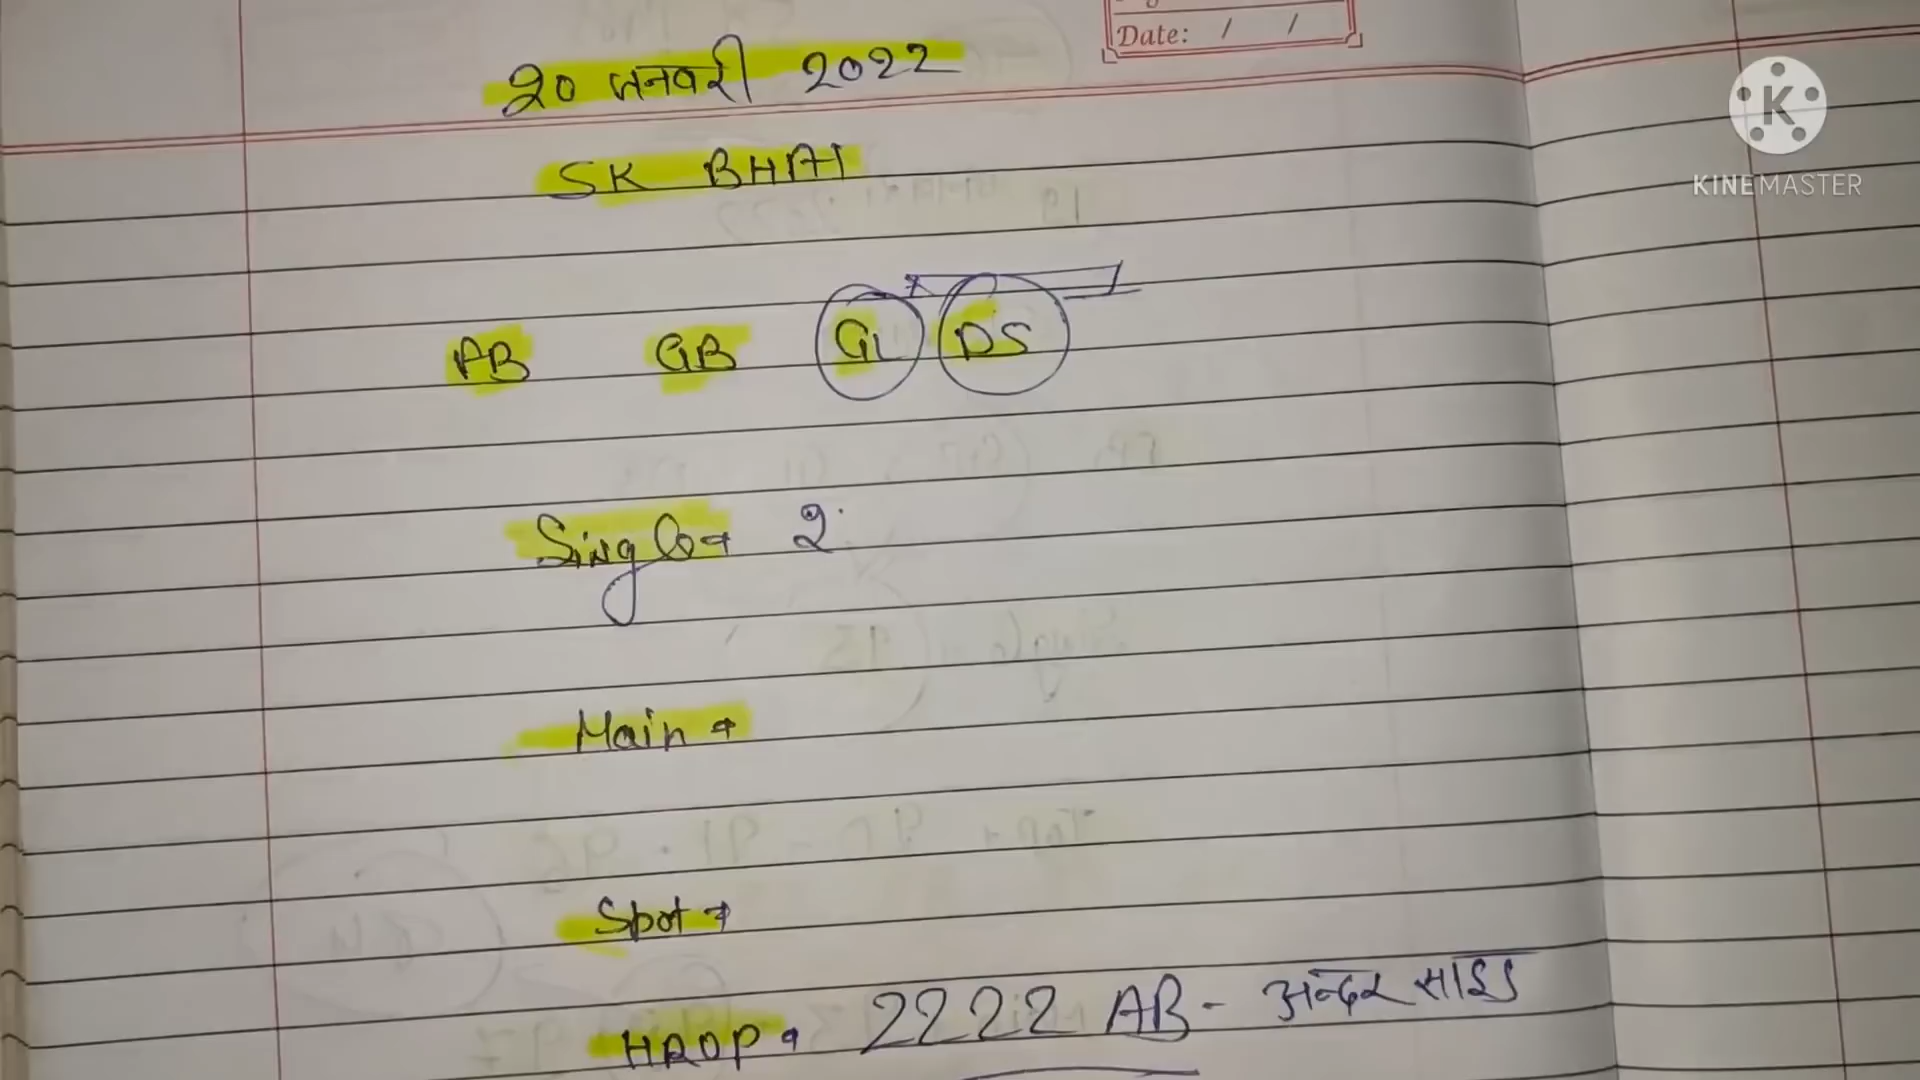 Date: / /
20 जनवरी 2022
KINEMASTER
SK BHAI
AB GB GL DS
Single → 2
Main →
Spot →
HROP → 2222 AB - अन्दर साइड